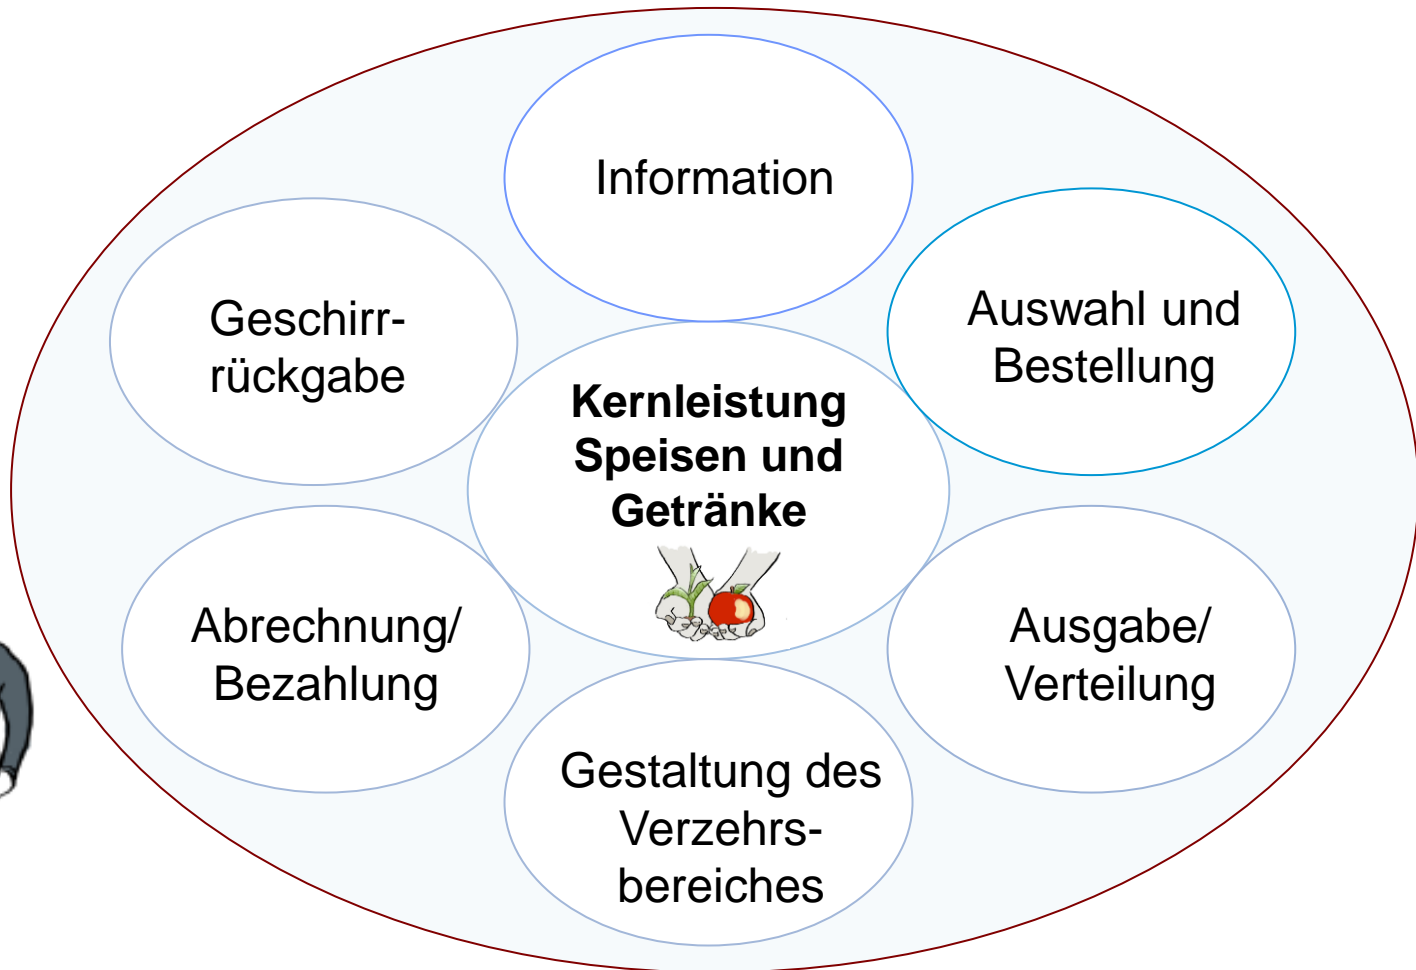 Information
Auswahl und
Bestellung
Geschirr-
rückgabe
Kernleistung
Speisen und
Getränke
Abrechnung/
Bezahlung
Ausgabe/
Verteilung
Gestaltung des
Verzehrs-
bereiches